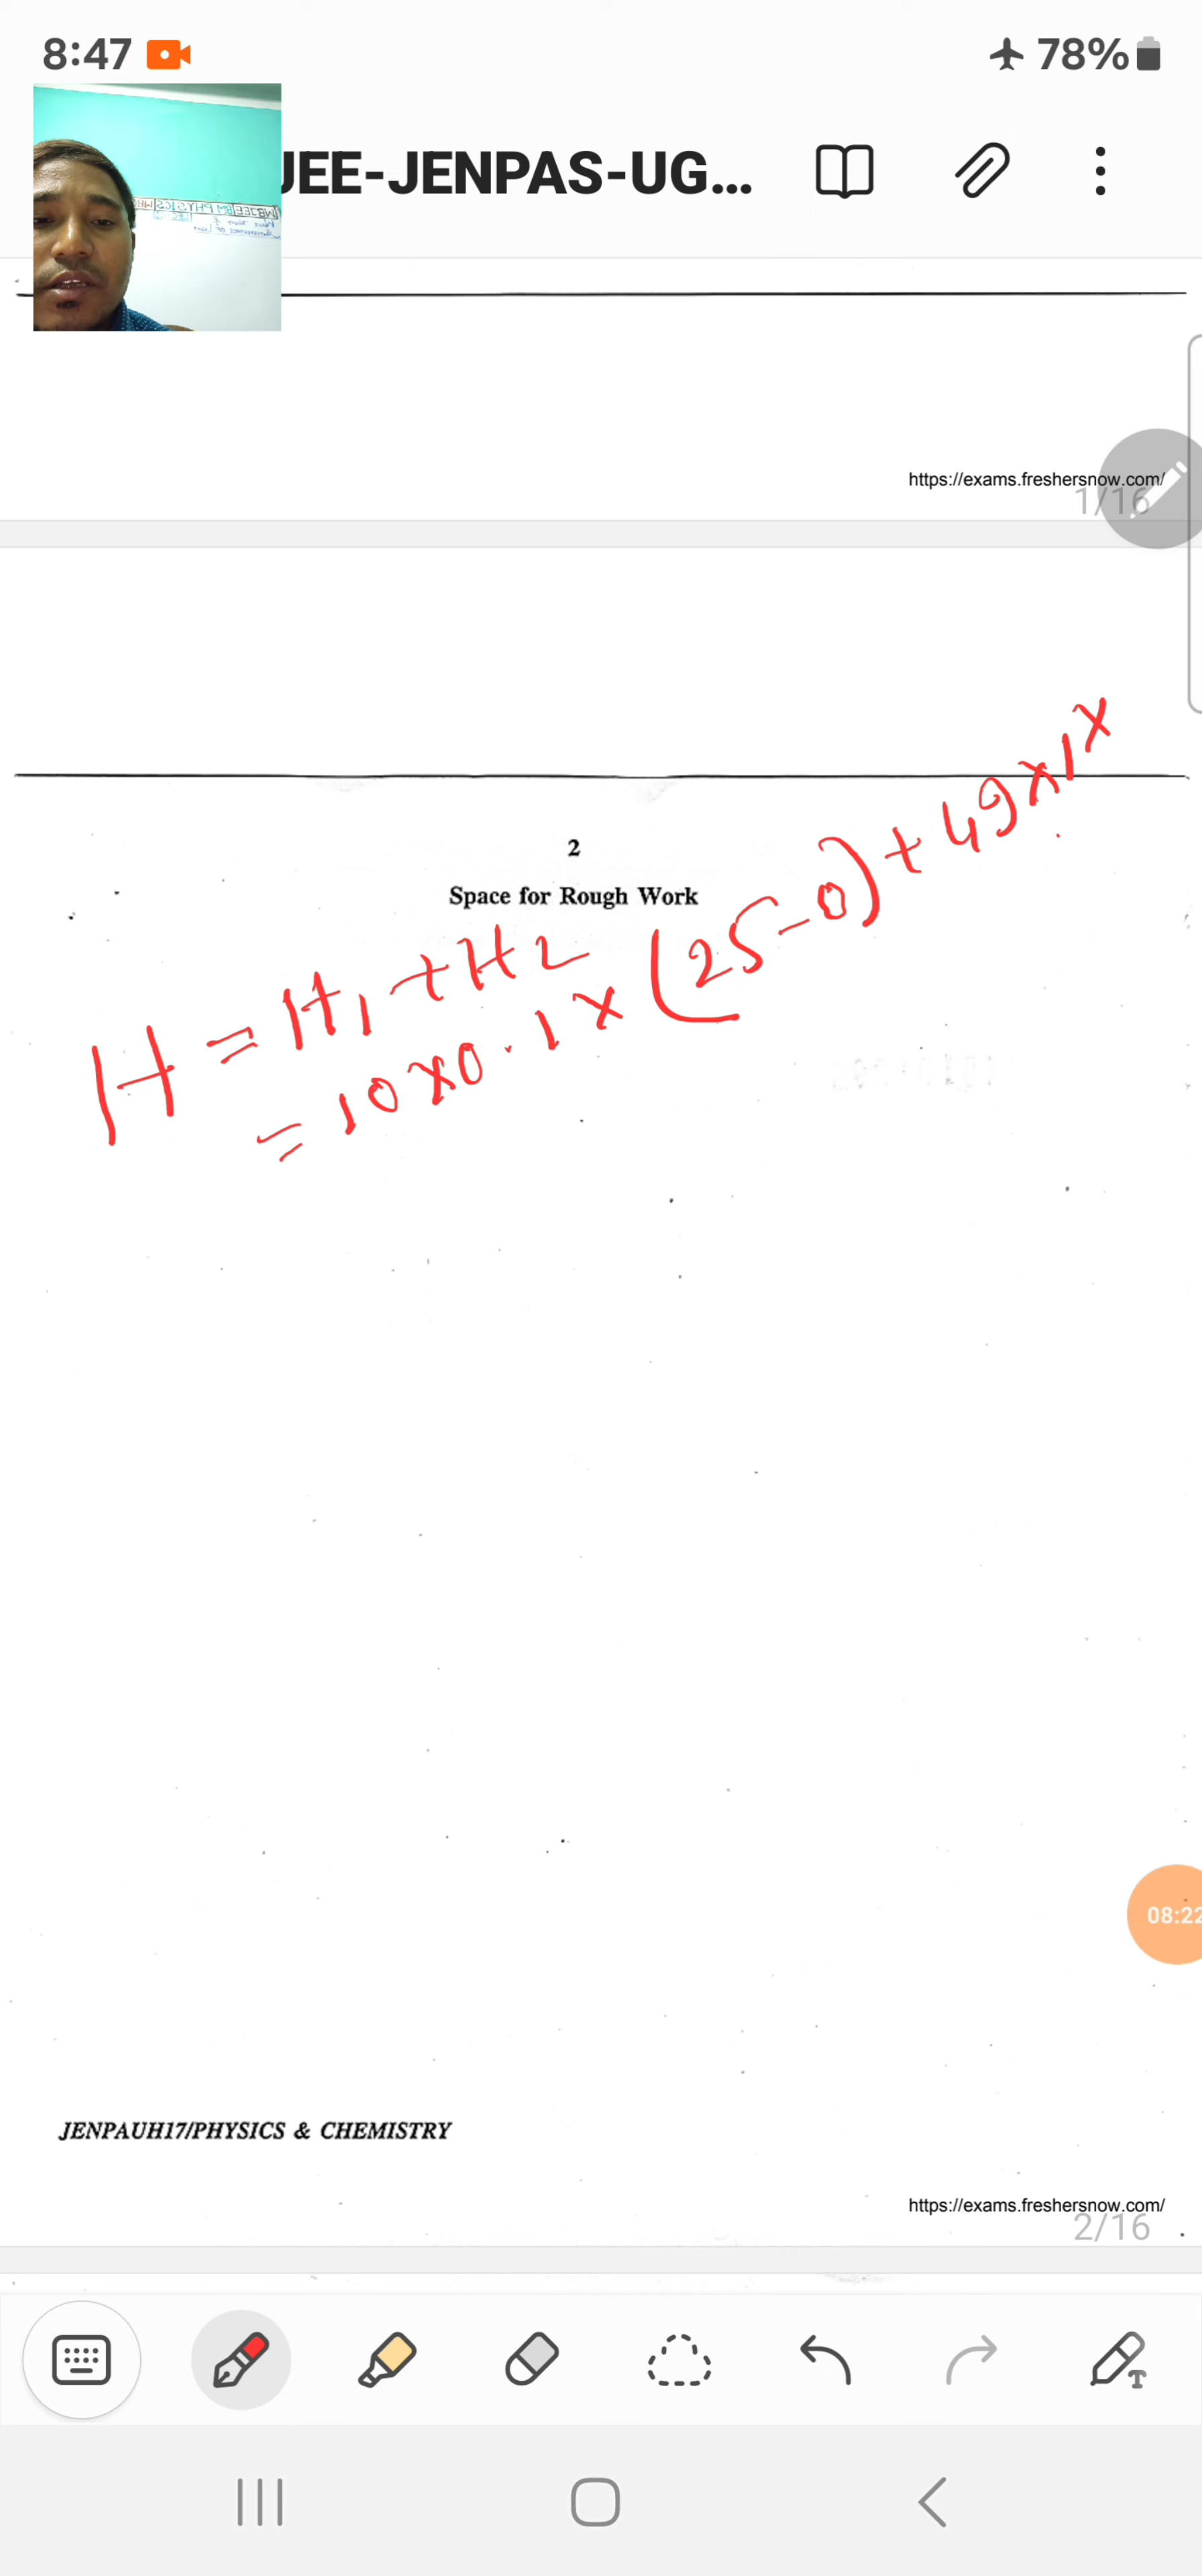 8:47
78%
JEE-JENPAS-UG...
https://exams.freshersnow.com/
1/16
2
Space for Rough Work
H = H1 + H2
= 10 x 0.1 x (25-0) + 49 x 1 x
08:22
JENPAUH17/PHYSICS & CHEMISTRY
https://exams.freshersnow.com/
2/16
T